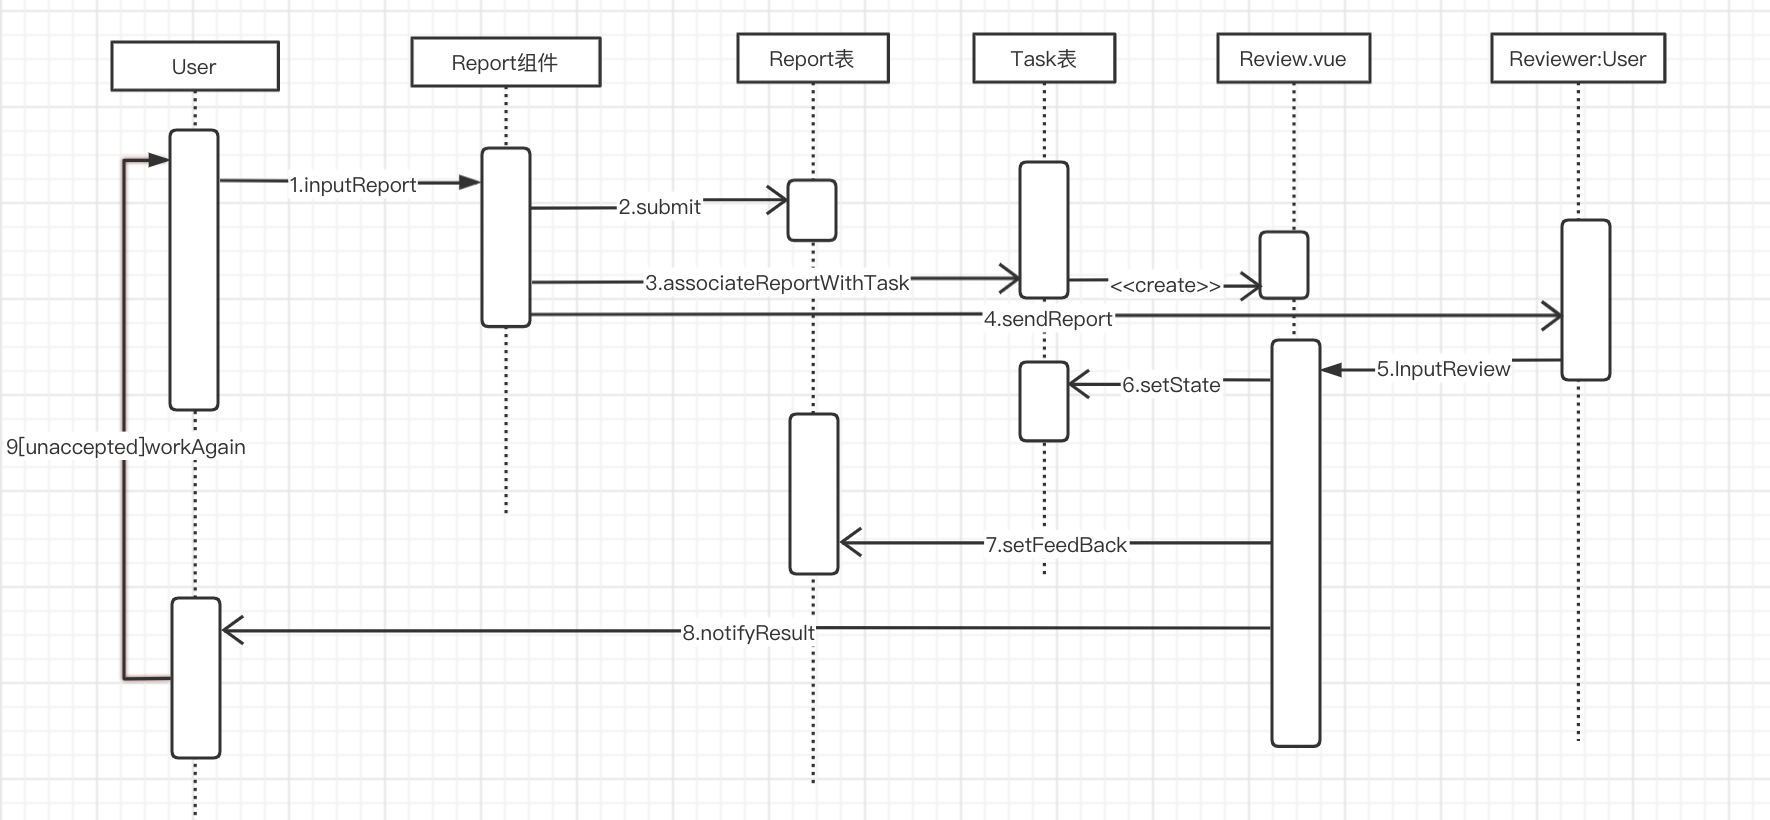 User
Report组件
Report表
Task表
Review.vue
Reviewer:User
1.inputReport
2.submit
3.associateReportWithTask
<<create>>
4.sendReport
5.InputReview
6.setState
9[unaccepted]workAgain
7.setFeedBack
8.notifyResult